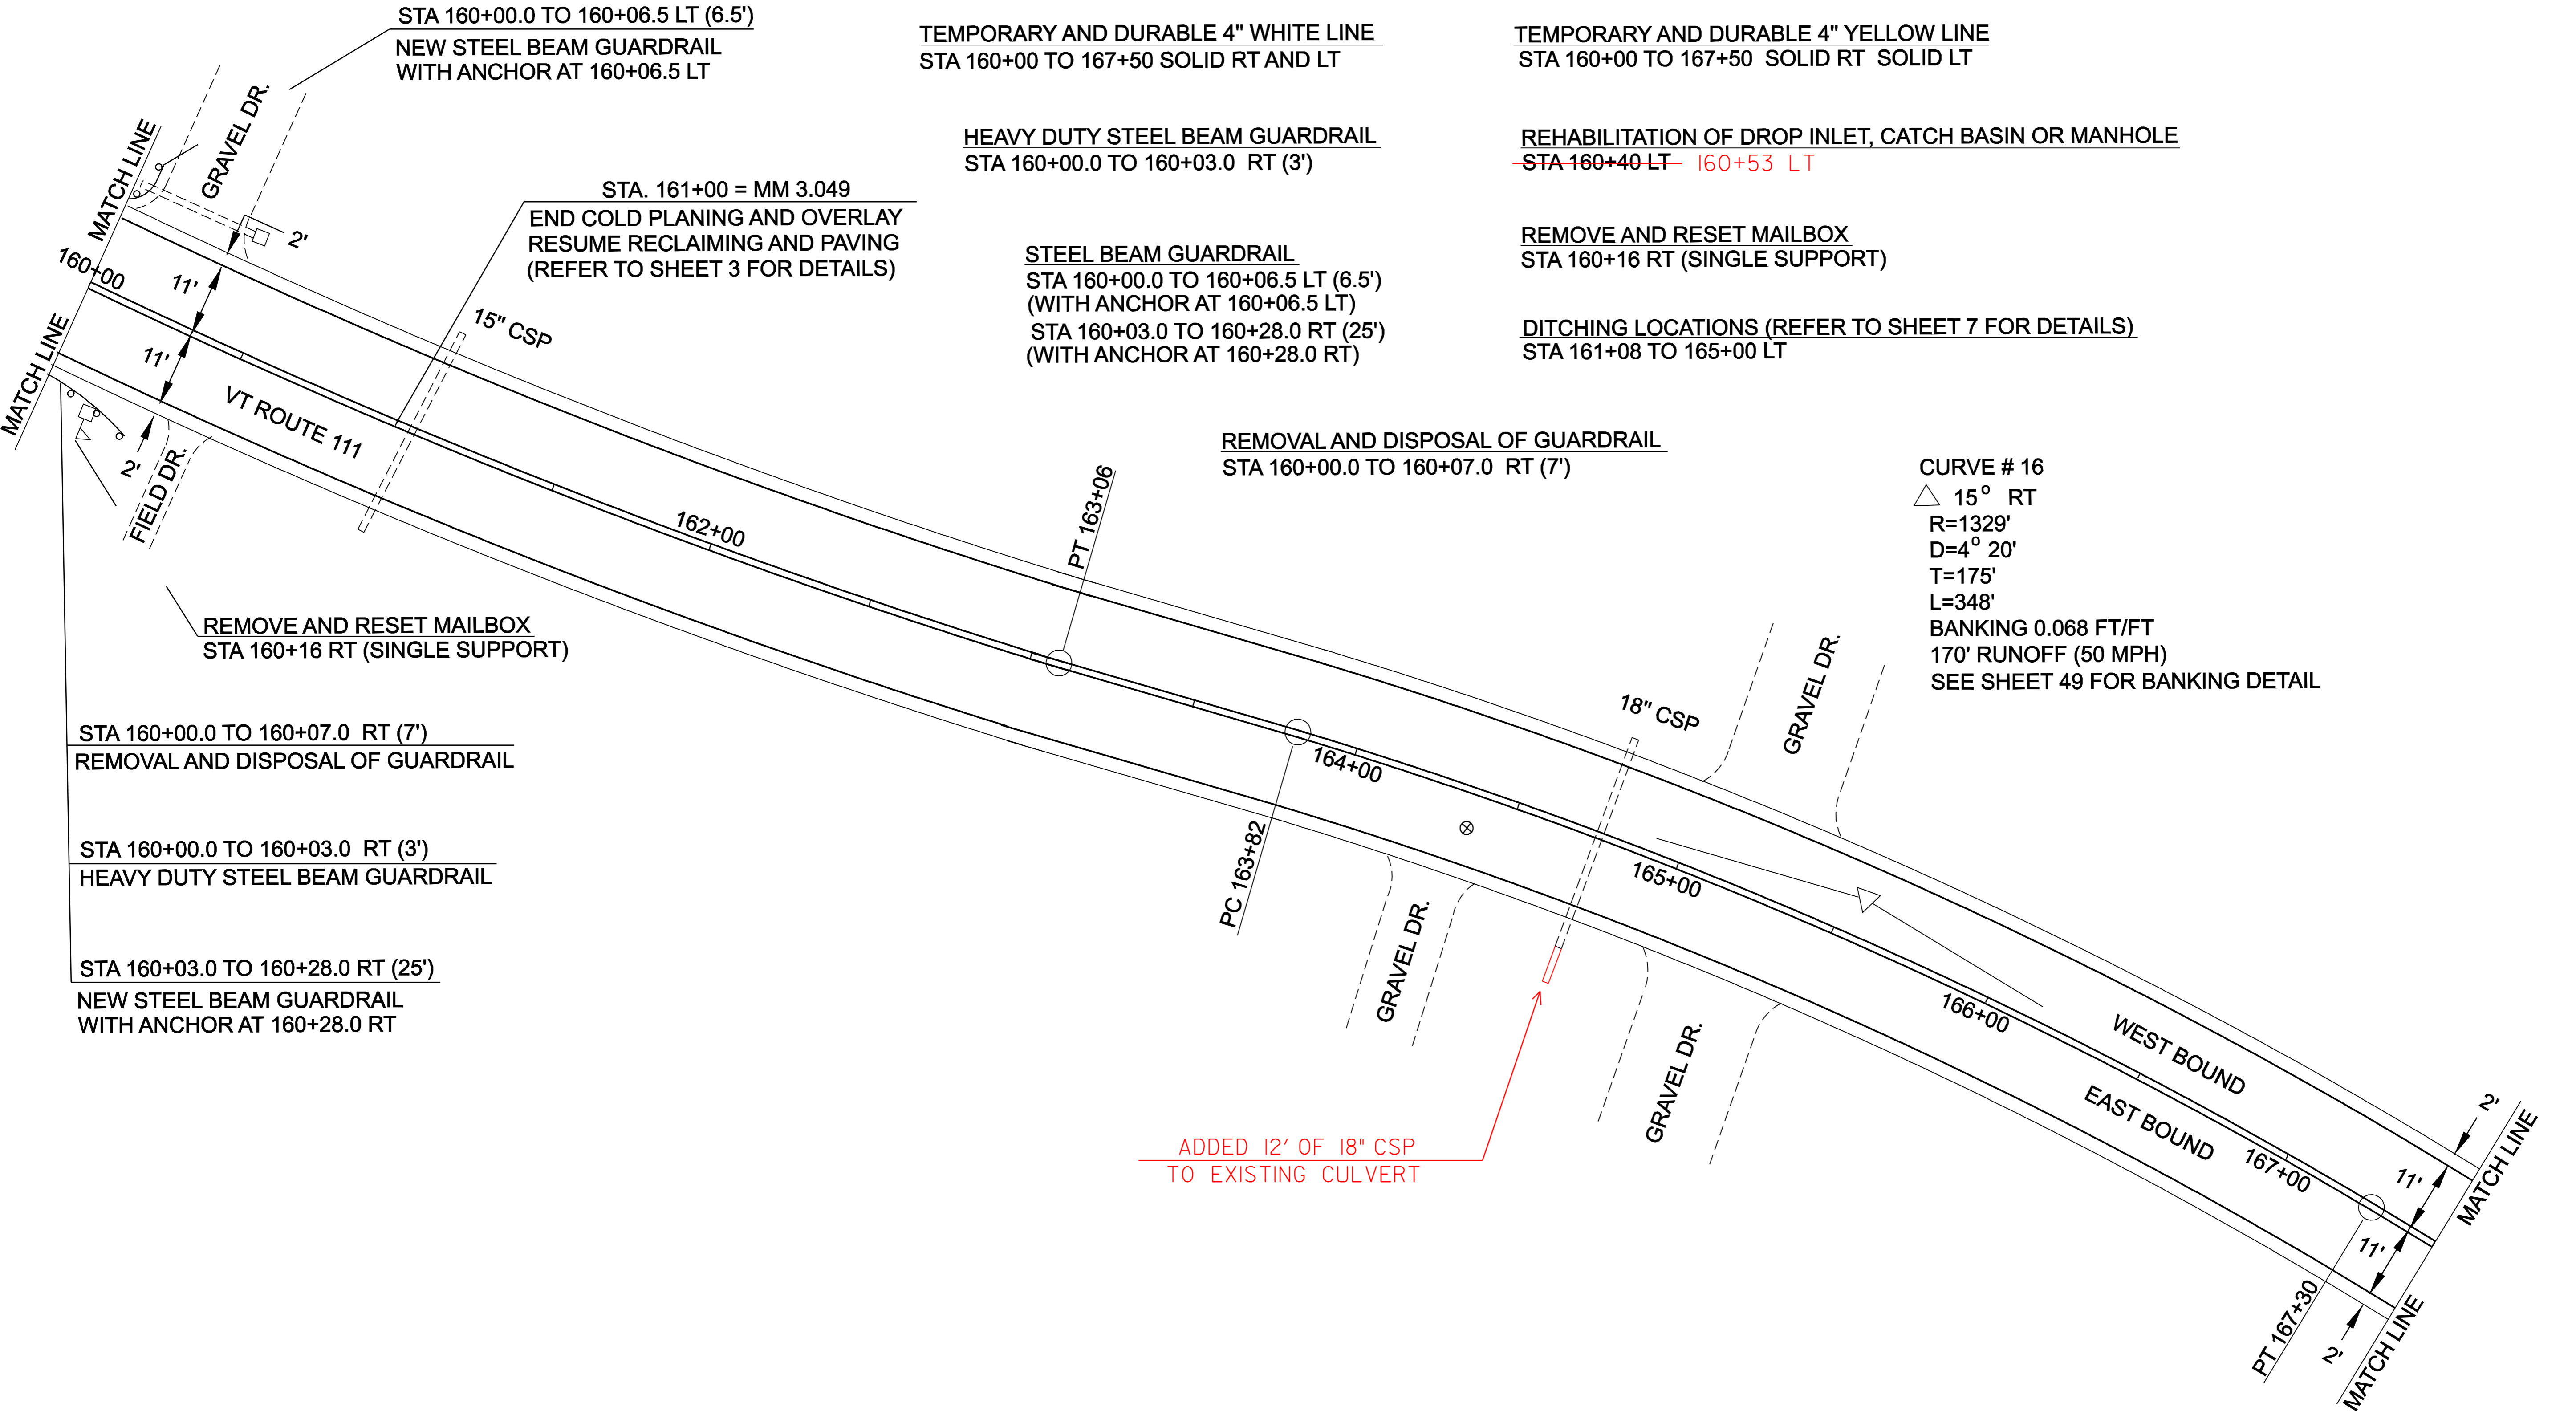 STA 160+00.0 TO 160+06.5 LT (6.5')
NEW STEEL BEAM GUARDRAIL
WITH ANCHOR AT 160+06.5 LT
TEMPORARY AND DURABLE 4" WHITE LINE
STA 160+00 TO 167+50 SOLID RT AND LT
TEMPORARY AND DURABLE 4" YELLOW LINE
STA 160+00 TO 167+50 SOLID RT SOLID LT
HEAVY DUTY STEEL BEAM GUARDRAIL
STA 160+00.0 TO 160+03.0 RT (3')
REHABILITATION OF DROP INLET, CATCH BASIN OR MANHOLE
STA 160+40 LT 160+53 LT
STEEL BEAM GUARDRAIL
STA 160+00.0 TO 160+06.5 LT (6.5')
(WITH ANCHOR AT 160+06.5 LT)
STA 160+03.0 TO 160+28.0 RT (25')
(WITH ANCHOR AT 160+28.0 RT)
REMOVE AND RESET MAILBOX
STA 160+16 RT (SINGLE SUPPORT)
DITCHING LOCATIONS (REFER TO SHEET 7 FOR DETAILS)
STA 161+08 TO 165+00 LT
REMOVAL AND DISPOSAL OF GUARDRAIL
STA 160+00.0 TO 160+07.0 RT (7')
CURVE # 16
△ 15° RT
R=1329'
D=4° 20'
T=175'
L=348'
BANKING 0.068 FT/FT
170' RUNOFF (50 MPH)
SEE SHEET 49 FOR BANKING DETAIL
STA. 161+00 = MM 3.049
END COLD PLANING AND OVERLAY
RESUME RECLAIMING AND PAVING
(REFER TO SHEET 3 FOR DETAILS)
MATCH LINE
GRAVEL DR.
2'
160+00
11'
11'
MATCH LINE
VT ROUTE 111
2'
FIELD DR.
15" CSP
162+00
PT 163+06
REMOVE AND RESET MAILBOX
STA 160+16 RT (SINGLE SUPPORT)
STA 160+00.0 TO 160+07.0 RT (7')
REMOVAL AND DISPOSAL OF GUARDRAIL
STA 160+00.0 TO 160+03.0 RT (3')
HEAVY DUTY STEEL BEAM GUARDRAIL
STA 160+03.0 TO 160+28.0 RT (25')
NEW STEEL BEAM GUARDRAIL
WITH ANCHOR AT 160+28.0 RT
PC 163+82
164+00
18" CSP
GRAVEL DR.
165+00
GRAVEL DR.
GRAVEL DR.
166+00
ADDED 12' OF 18" CSP
TO EXISTING CULVERT
WEST BOUND
EAST BOUND
167+00
2'
11'
MATCH LINE
11'
PT 167+30
2'
MATCH LINE